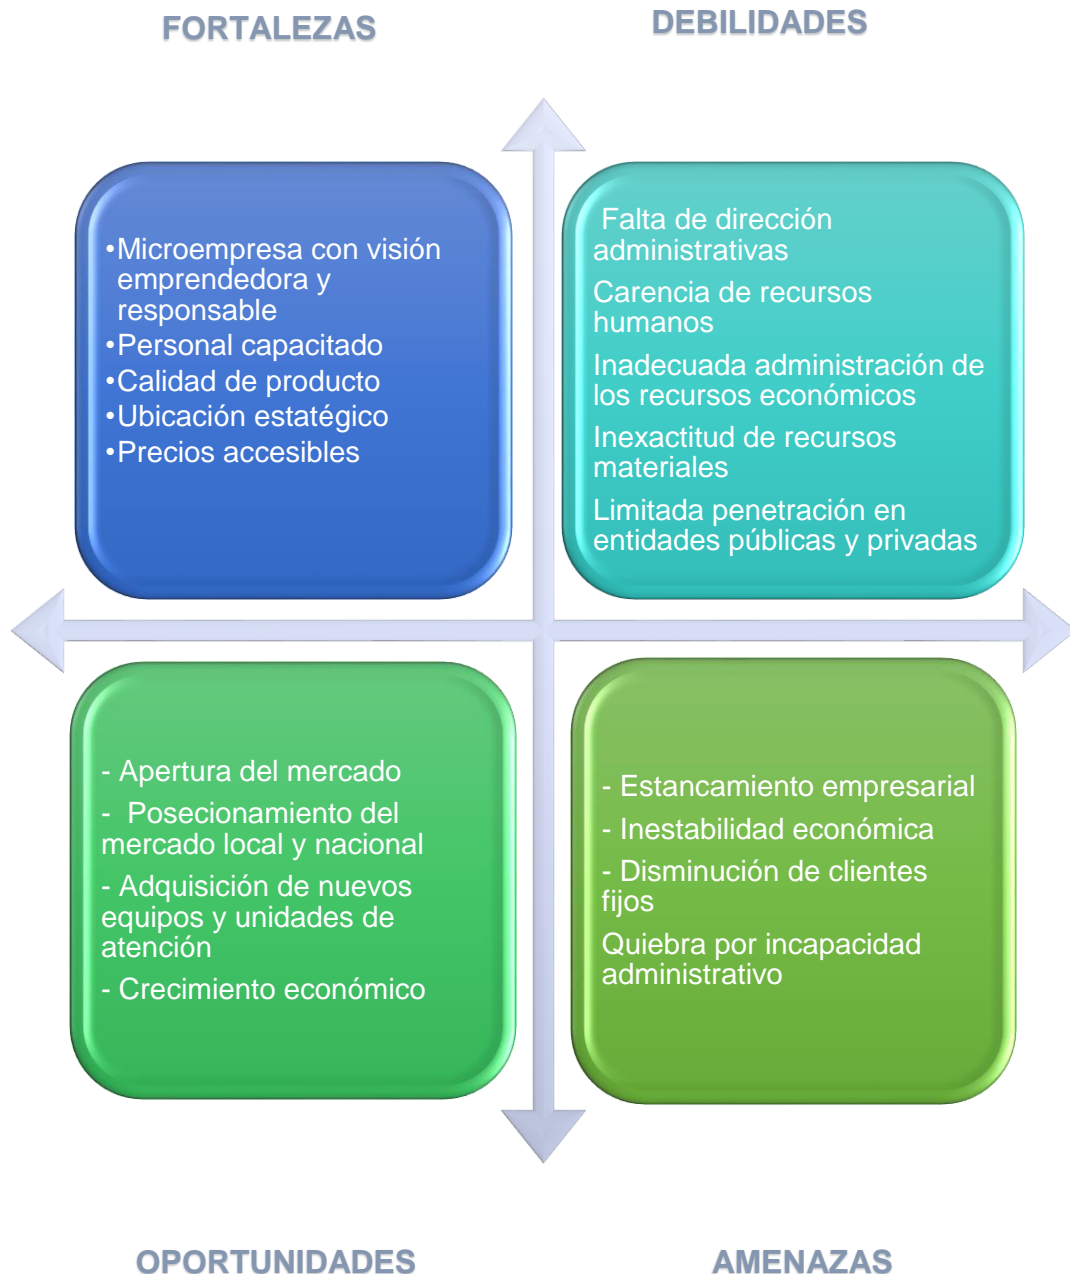 FORTALEZAS
DEBILIDADES
•Microempresa con visión
emprendedora y
responsable
•Personal capacitado
•Calidad de producto
•Ubicación estatégico
•Precios accesibles
Falta de dirección
administrativas
Carencia de recursos
humanos
Inadecuada administración de
los recursos económicos
Inexactitud de recursos
materiales
Limitada penetración en
entidades públicas y privadas
- Apertura del mercado
- Posecionamiento del
mercado local y nacional
- Adquisición de nuevos
equipos y unidades de
atención
- Crecimiento económico
- Estancamiento empresarial
- Inestabilidad económica
- Disminución de clientes
fijos
Quiebra por incapacidad
administrativo
OPORTUNIDADES
AMENAZAS